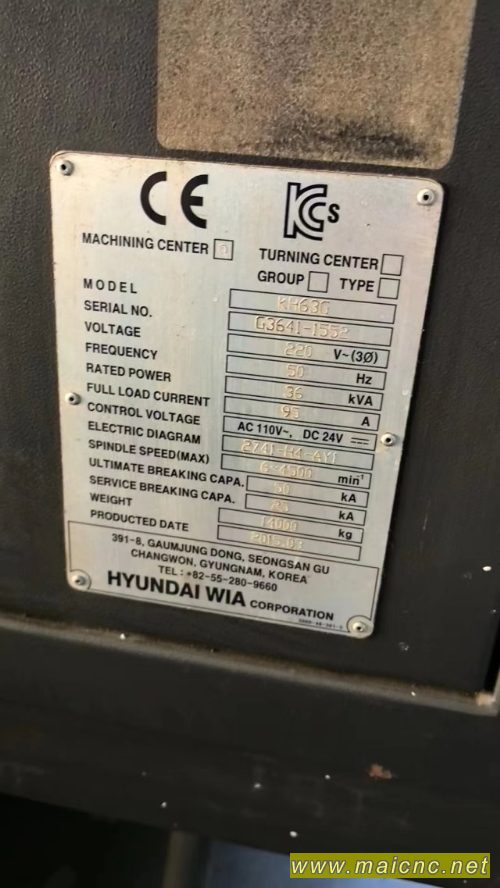 CE
KCs
MACHINING CENTER
TURNING CENTER
GROUP TYPE
MODEL KH63G
SERIAL NO. G3641-1552
VOLTAGE 220 V~(3Ø)
FREQUENCY 50 Hz
RATED POWER 36 kVA
FULL LOAD CURRENT 95 A
CONTROL VOLTAGE AC 110V~, DC 24V
ELECTRIC DIAGRAM
SPINDLE SPEED(MAX) 6~4500 min⁻¹
ULTIMATE BREAKING CAPA. 50 kA
SERVICE BREAKING CAPA. kA
WEIGHT 14000 kg
PRODUCTED DATE 2015.03
391-8, GAUMJUNG DONG, SEONGSAN GU
CHANGWON, GYUNGNAM, KOREA
TEL : +82-55-280-9660
HYUNDAI WIA CORPORATION
www.maicnc.net